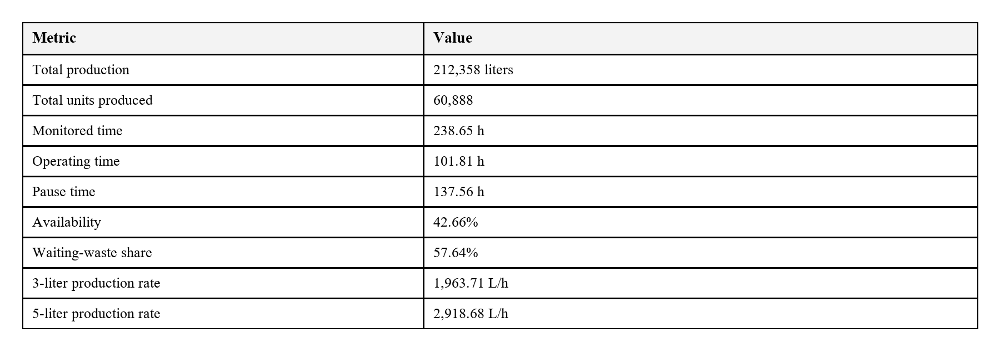 Metric Value
Total production 212,358 liters
Total units produced 60,888
Monitored time 238.65 h
Operating time 101.81 h
Pause time 137.56 h
Availability 42.66%
Waiting-waste share 57.64%
3-liter production rate 1,963.71 L/h
5-liter production rate 2,918.68 L/h